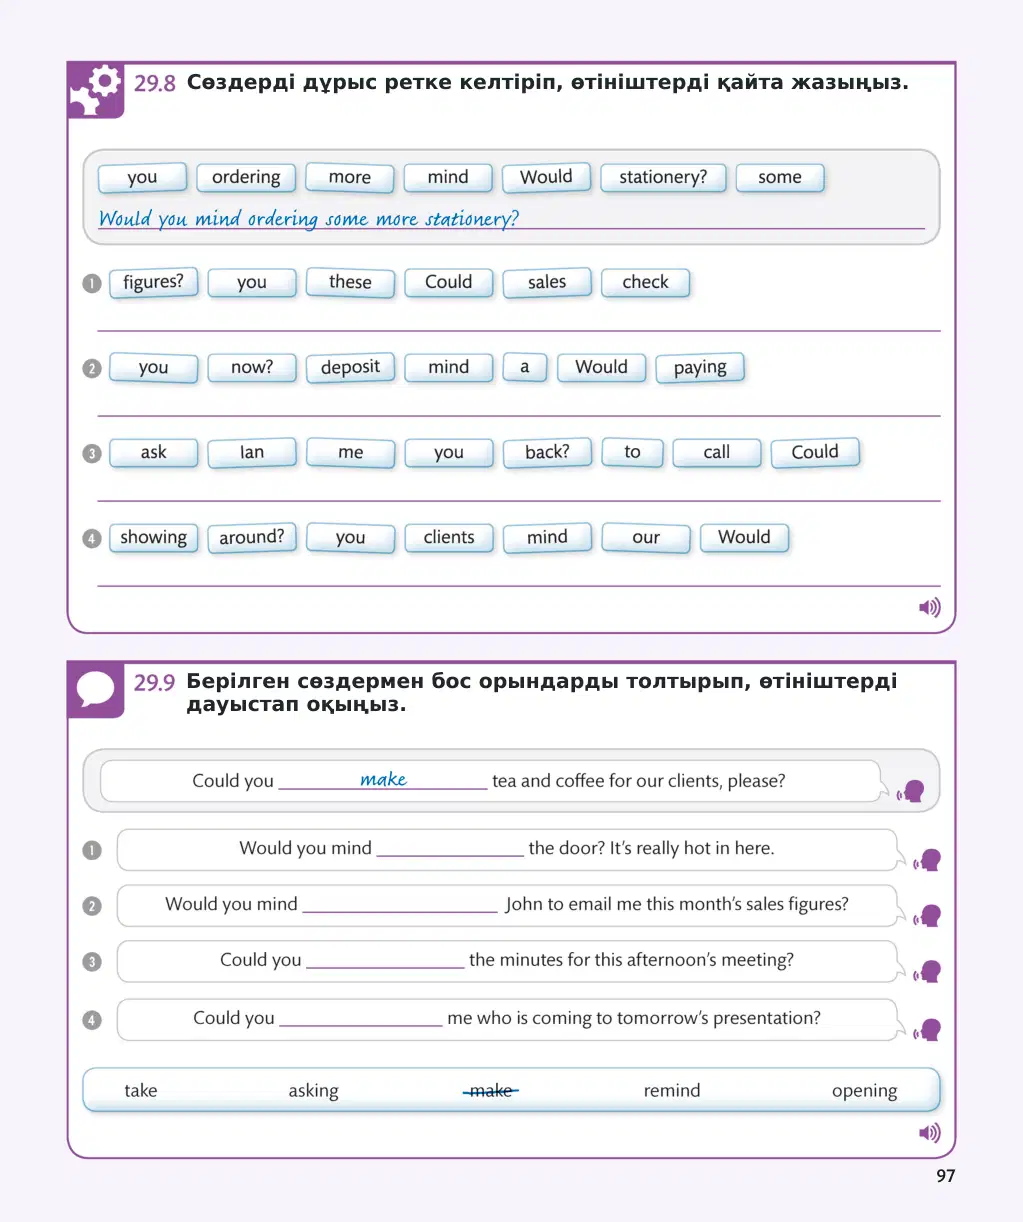 29.8 Сөздерді дұрыс ретке келтіріп, өтініштерді қайта жазыңыз.
you ordering more mind Would stationery? some
Would you mind ordering some more stationery?
1 figures? you these Could sales check
2 you now? deposit mind a Would paying
3 ask Ian me you back? to call Could
4 showing around? you clients mind our Would
29.9 Берілген сөздермен бос орындарды толтырып, өтініштерді
дауыстап оқыңыз.
Could you make tea and coffee for our clients, please?
1 Would you mind ______ the door? It's really hot in here.
2 Would you mind ______ John to email me this month's sales figures?
3 Could you ______ the minutes for this afternoon's meeting?
4 Could you ______ me who is coming to tomorrow's presentation?
take asking make remind opening
97